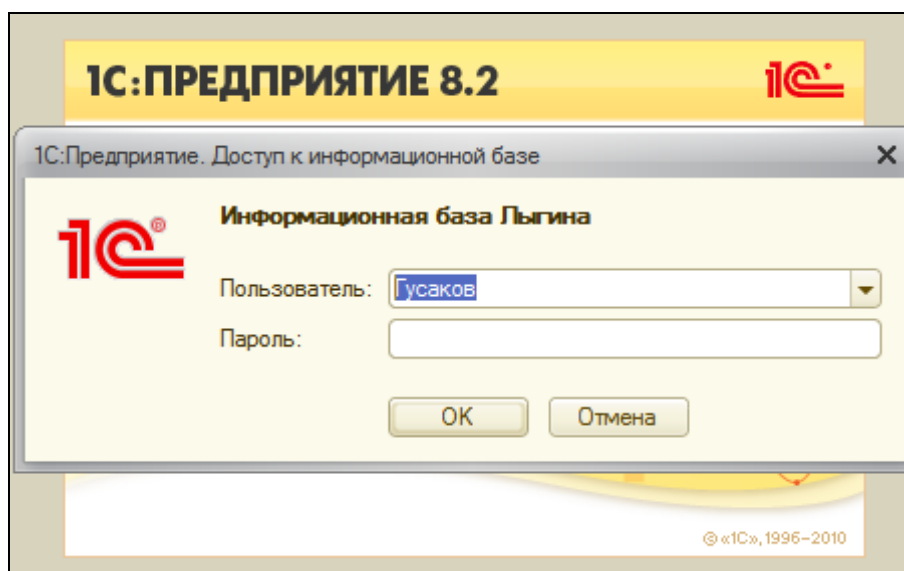 1С:ПРЕДПРИЯТИЕ 8.2
1С®
1С:Предприятие. Доступ к информационной базе
1С®
Информационная база Лыгина
Пользователь: Гусаков
Пароль:
ОК Отмена
© «1С», 1996–2010